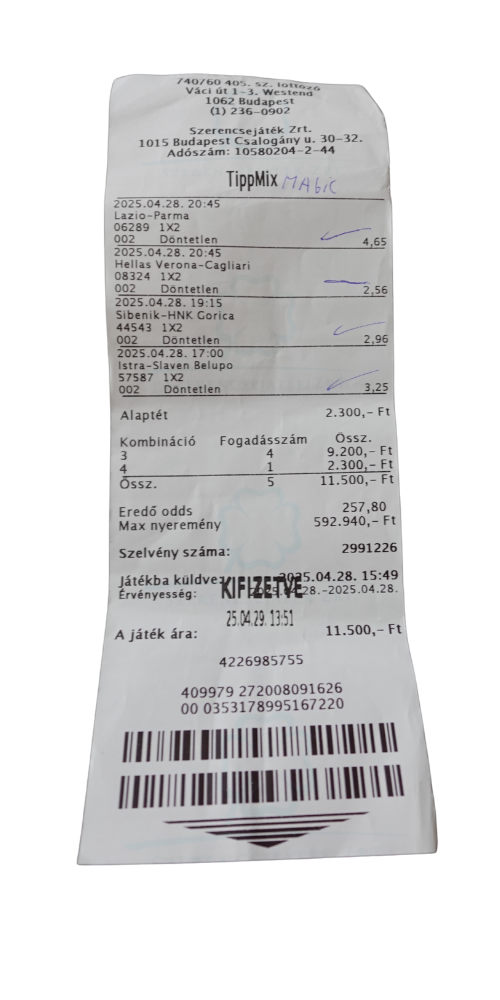 740760 405. sz. lottózó
Váci út 1-3. Westend
1062 Budapest
(1) 236-0902
Szerencsejáték Zrt.
1015 Budapest Csalogány u. 30-32.
Adószám: 10580204-2-44
TippMix MAGIC
2025.04.28. 20:45
Lazio-Parma
06289 1X2
002 Döntetlen 4,65
2025.04.28. 20:45
Hellas Verona-Cagliari
08324 1X2
002 Döntetlen 2,56
2025.04.28. 19:15
Sibenik-HNK Gorica
44543 1X2
002 Döntetlen 2,96
2025.04.28. 17:00
Istra-Slaven Belupo
57587 1X2
002 Döntetlen 3,25
Alaptét 2.300,- Ft
Kombináció Fogadásszám Össz.
3 4 9.200,- Ft
4 1 2.300,- Ft
Össz. 5 11.500,- Ft
Eredő odds 257,80
Max nyeremény 592.940,- Ft
Szelvény száma: 2991226
Játékba küldve: 2025.04.28. 15:49
KIFIZETVE
Érvényesség: 2025.04.28.-2025.04.28.
25.04.29. 13:51
A játék ára: 11.500,- Ft
4226985755
409979 272008091626
00 0353178995167220